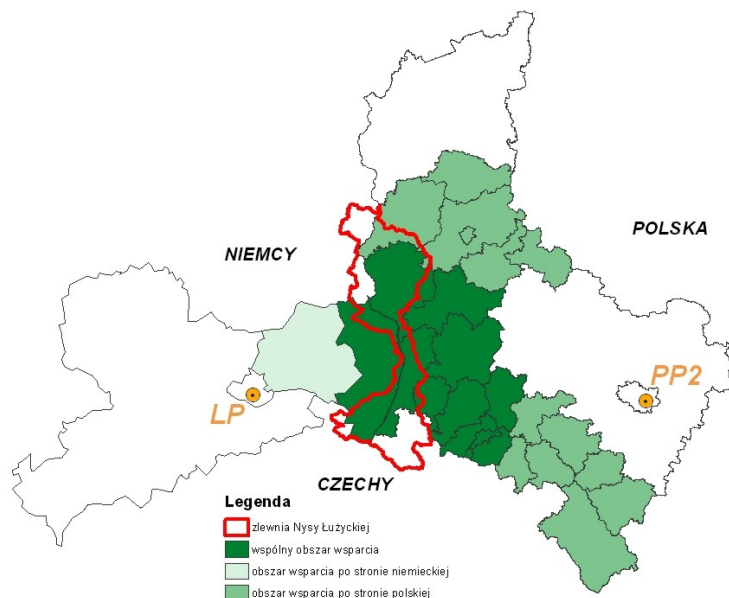 POLSKA
NIEMCY
PP2
LP
CZECHY
Legenda
zlewnia Nysy Łużyckiej
wspólny obszar wsparcia
obszar wsparcia po stronie niemieckiej
obszar wsparcia po stronie polskiej